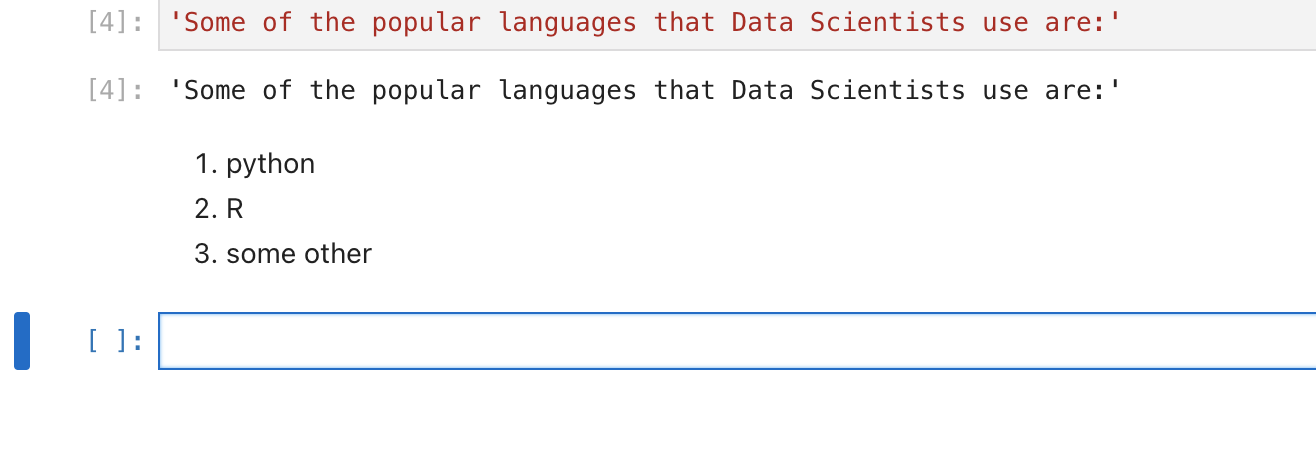 [4]: 'Some of the popular languages that Data Scientists use are:'
[4]: 'Some of the popular languages that Data Scientists use are:'
1. python
2. R
3. some other
[ ]: